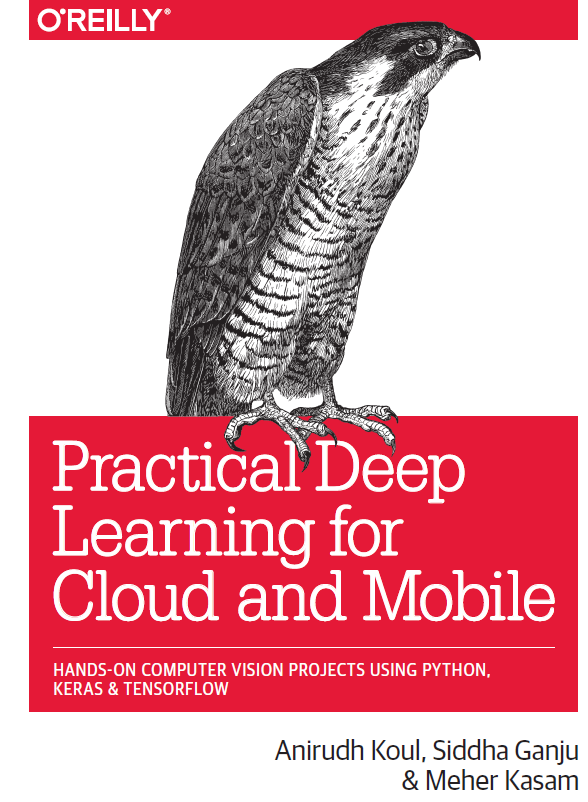 O'REILLY®
Practical Deep
Learning for
Cloud and Mobile
HANDS-ON COMPUTER VISION PROJECTS USING PYTHON,
KERAS & TENSORFLOW
Anirudh Koul, Siddha Ganju
& Meher Kasam